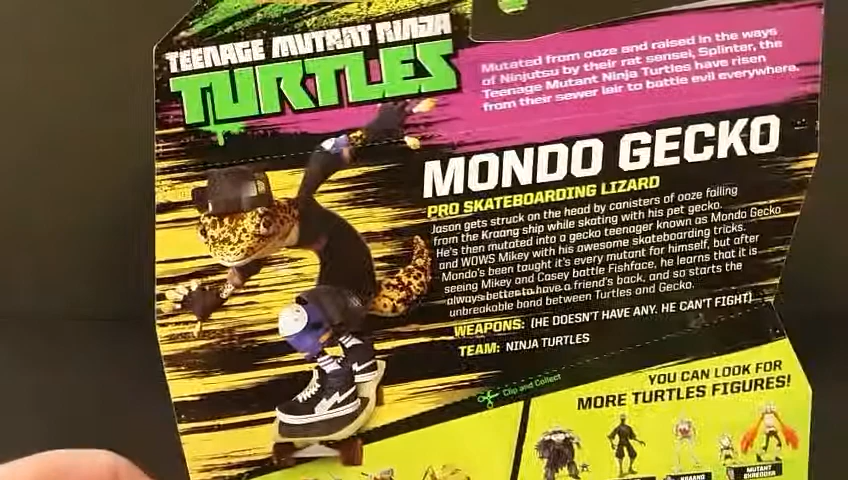 TEENAGE MUTANT NINJA
TURTLES
Mutated from ooze and raised in the ways
of Ninjutsu by their rat sensei, Splinter, the
Teenage Mutant Ninja Turtles have risen
from their sewer lair to battle evil everywhere.
MONDO GECKO
PRO SKATEBOARDING LIZARD
Jason gets struck on the head by canisters of ooze falling
from the Kraang ship while skating with his pet gecko.
He's then mutated into a gecko teenager known as Mondo Gecko
and WOWS Mikey with his awesome skateboarding tricks.
Mondo's been taught it's every mutant for himself, but after
seeing Mikey and Casey battle Fishface, he learns that it is
always better to have a friend's back, and so starts the
unbreakable bond between Turtles and Gecko.
WEAPONS: (HE DOESN'T HAVE ANY. HE CAN'T FIGHT)
TEAM: NINJA TURTLES
Clip and Collect
YOU CAN LOOK FOR
MORE TURTLES FIGURES!
KRAANG
MUTANT
SHREDDER